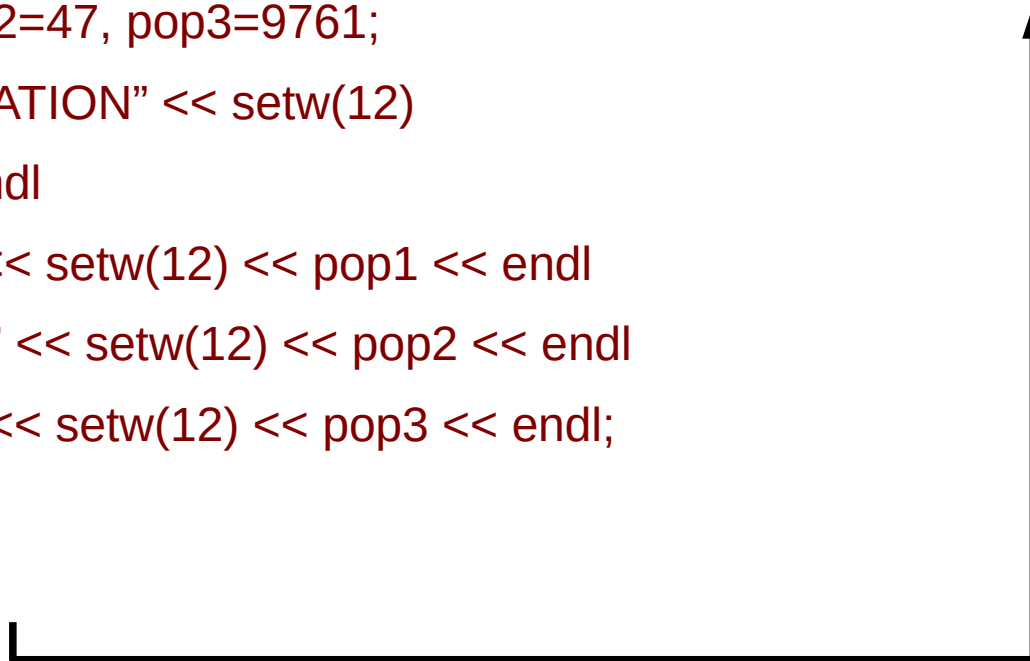 2=47, pop3=9761;
ATION” << setw(12)
ndl
<< setw(12) << pop1 << endl
” << setw(12) << pop2 << endl
<< setw(12) << pop3 << endl;